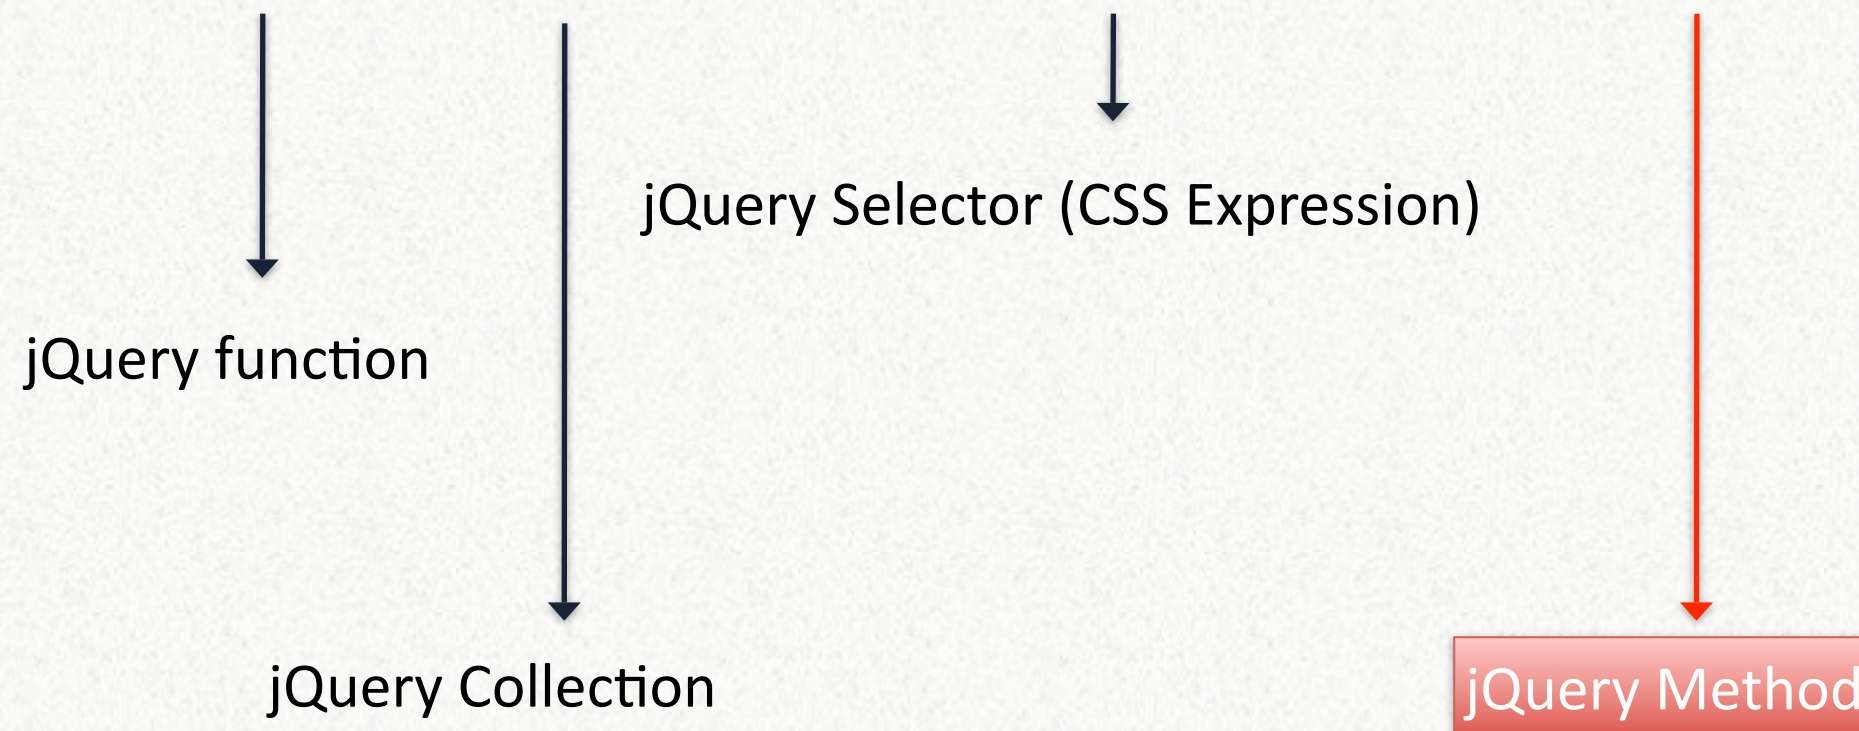 jQuery Selector (CSS Expression)
jQuery function
jQuery Collection
jQuery Method